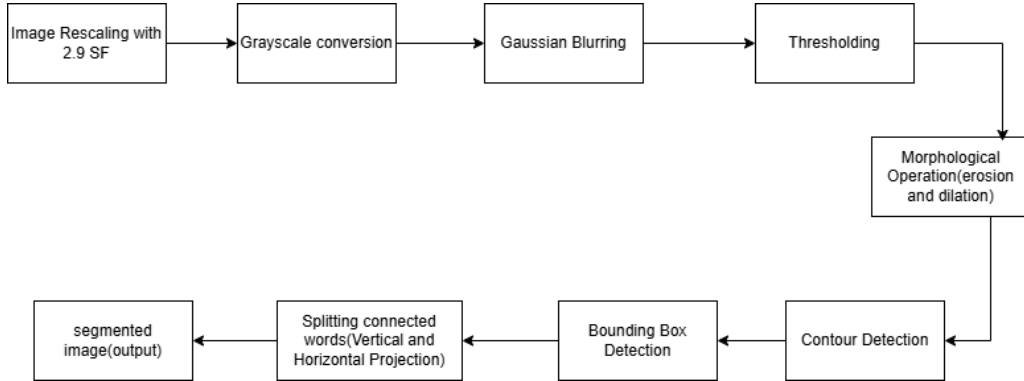 Image Rescaling with
2.9 SF
Grayscale conversion
Gaussian Blurring
Thresholding
Morphological
Operation(erosion
and dilation)
Contour Detection
Bounding Box
Detection
Splitting connected
words(Vertical and
Horizontal Projection)
segmented
image(output)